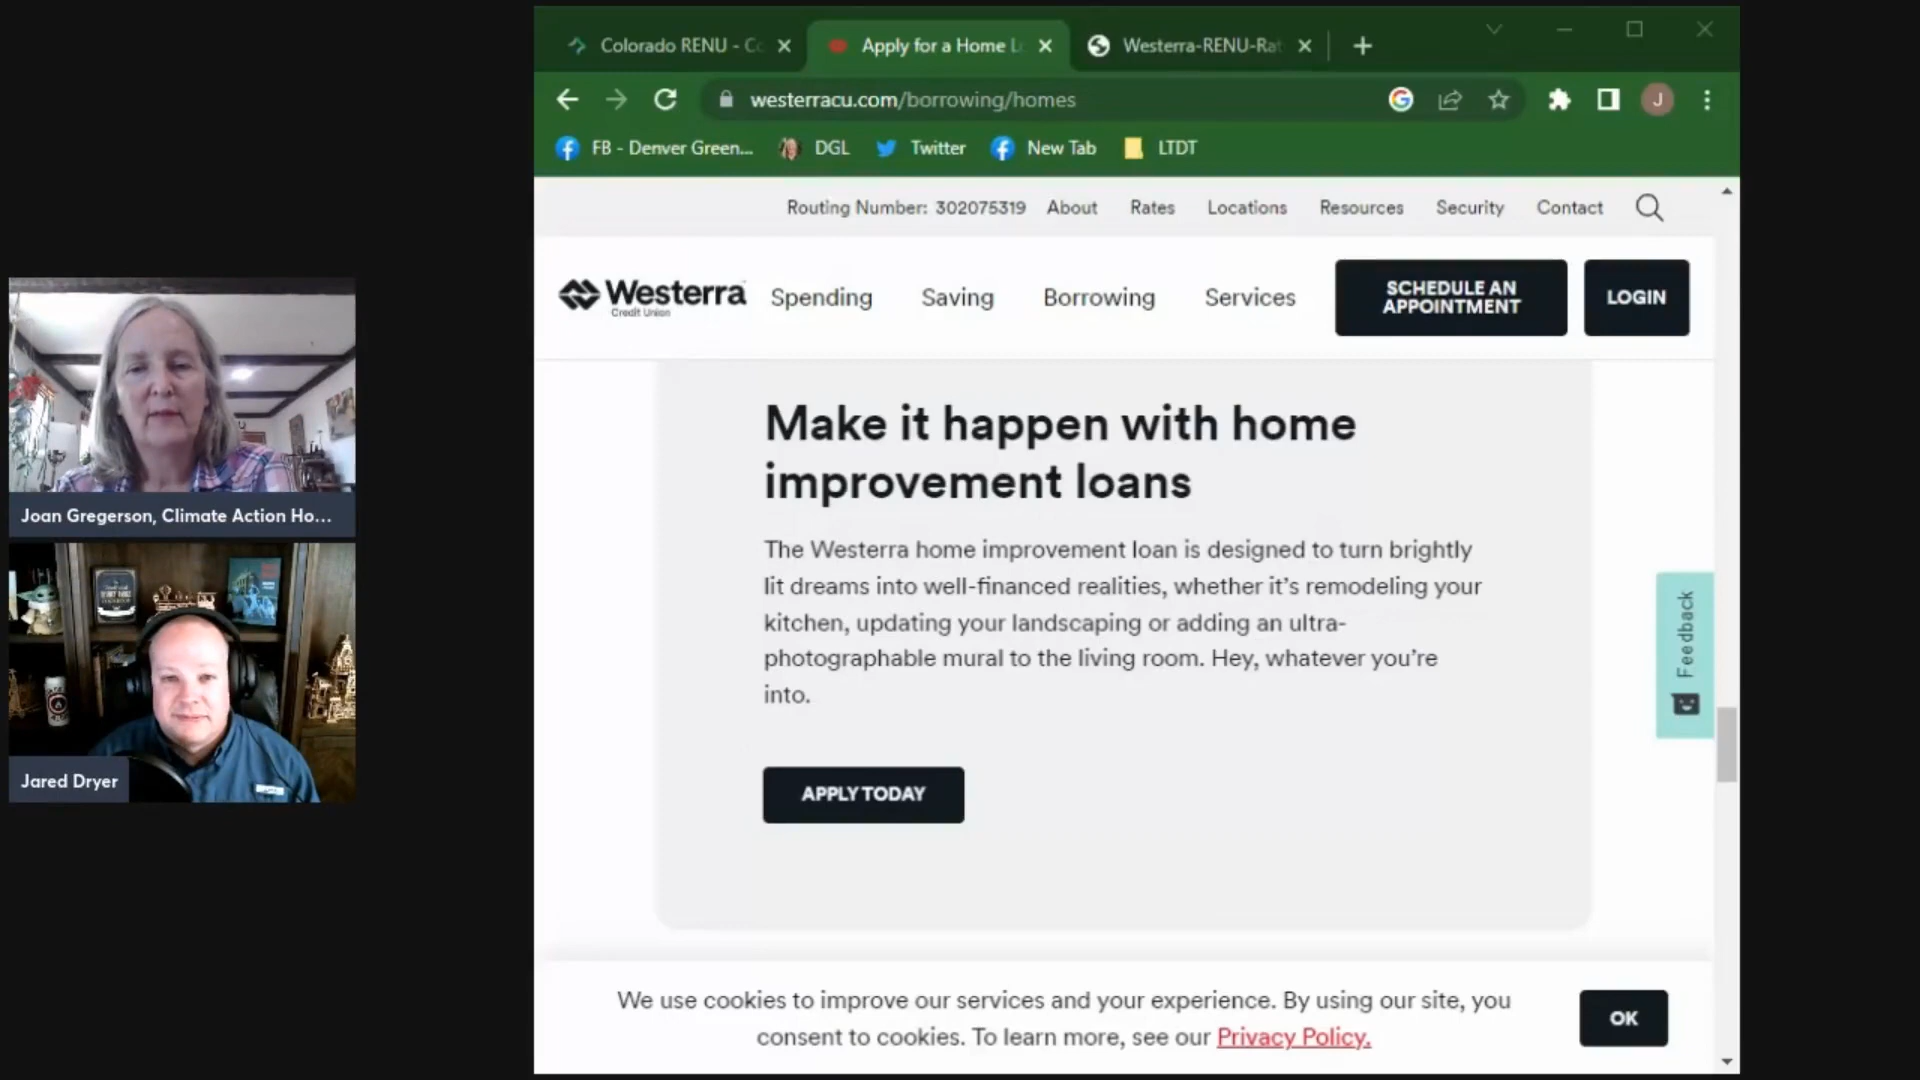 Colorado RENU - Co
Apply for a Home L
Westerra-RENU-Rat
westerracu.com/borrowing/homes
J
FB - Denver Green...
DGL
Twitter
New Tab
LTDT
Routing Number: 302075319
About
Rates
Locations
Resources
Security
Contact
Westerra
Credit Union
Spending
Saving
Borrowing
Services
SCHEDULE AN
APPOINTMENT
LOGIN
Joan Gregerson, Climate Action Ho...
Jared Dryer
Make it happen with home
improvement loans
The Westerra home improvement loan is designed to turn brightly
lit dreams into well-financed realities, whether it's remodeling your
kitchen, updating your landscaping or adding an ultra-
photographable mural to the living room. Hey, whatever you're
into.
APPLY TODAY
Feedback
We use cookies to improve our services and your experience. By using our site, you
consent to cookies. To learn more, see our Privacy Policy.
OK